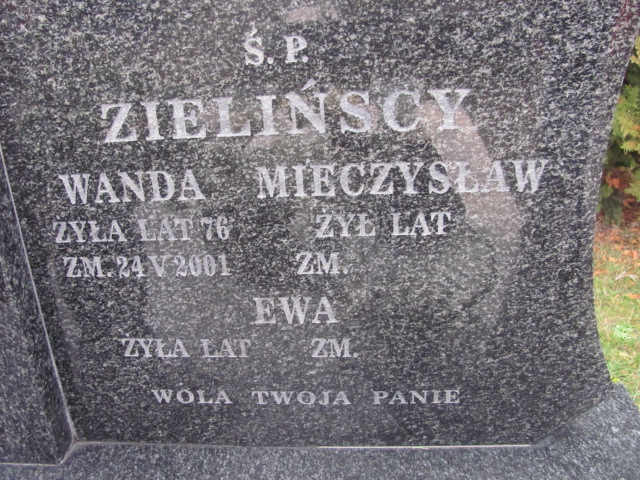 Ś. P.
ZIELIŃSCY
WANDA MIECZYSŁAW
ŻYŁA LAT 76 ŻYŁ LAT
ZM. 24 V 2001 ZM.
EWA
ŻYŁA LAT ZM.
WOLA TWOJA PANIE